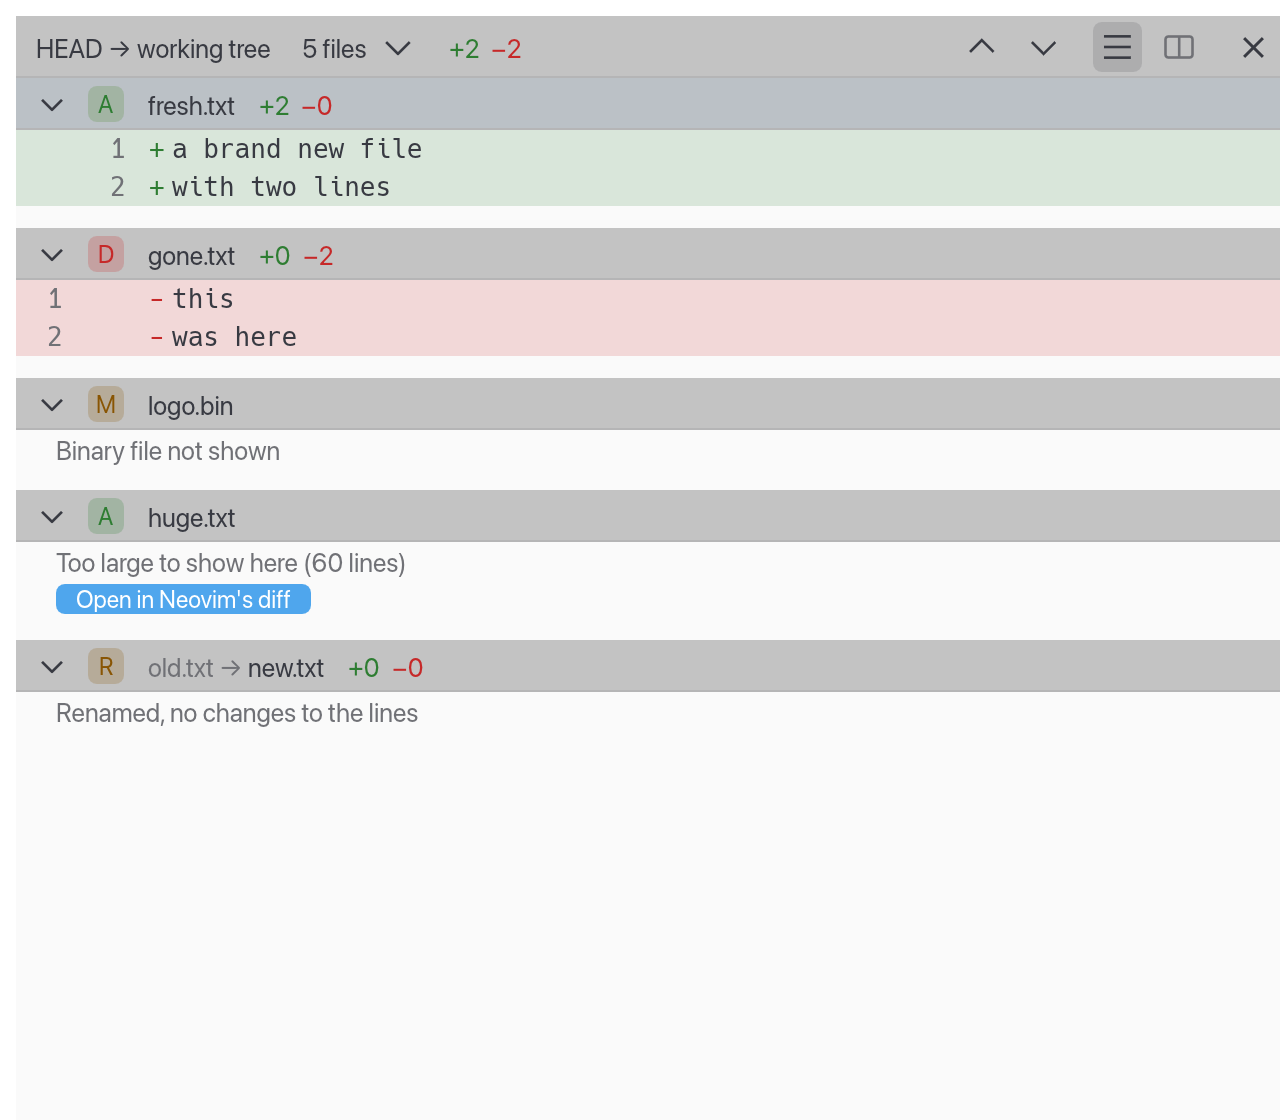 HEAD → working tree 5 files +2 −2
A fresh.txt +2 −0
1 + a brand new file
2 + with two lines
D gone.txt +0 −2
1 - this
2 - was here
M logo.bin
Binary file not shown
A huge.txt
Too large to show here (60 lines)
Open in Neovim's diff
R old.txt → new.txt +0 −0
Renamed, no changes to the lines